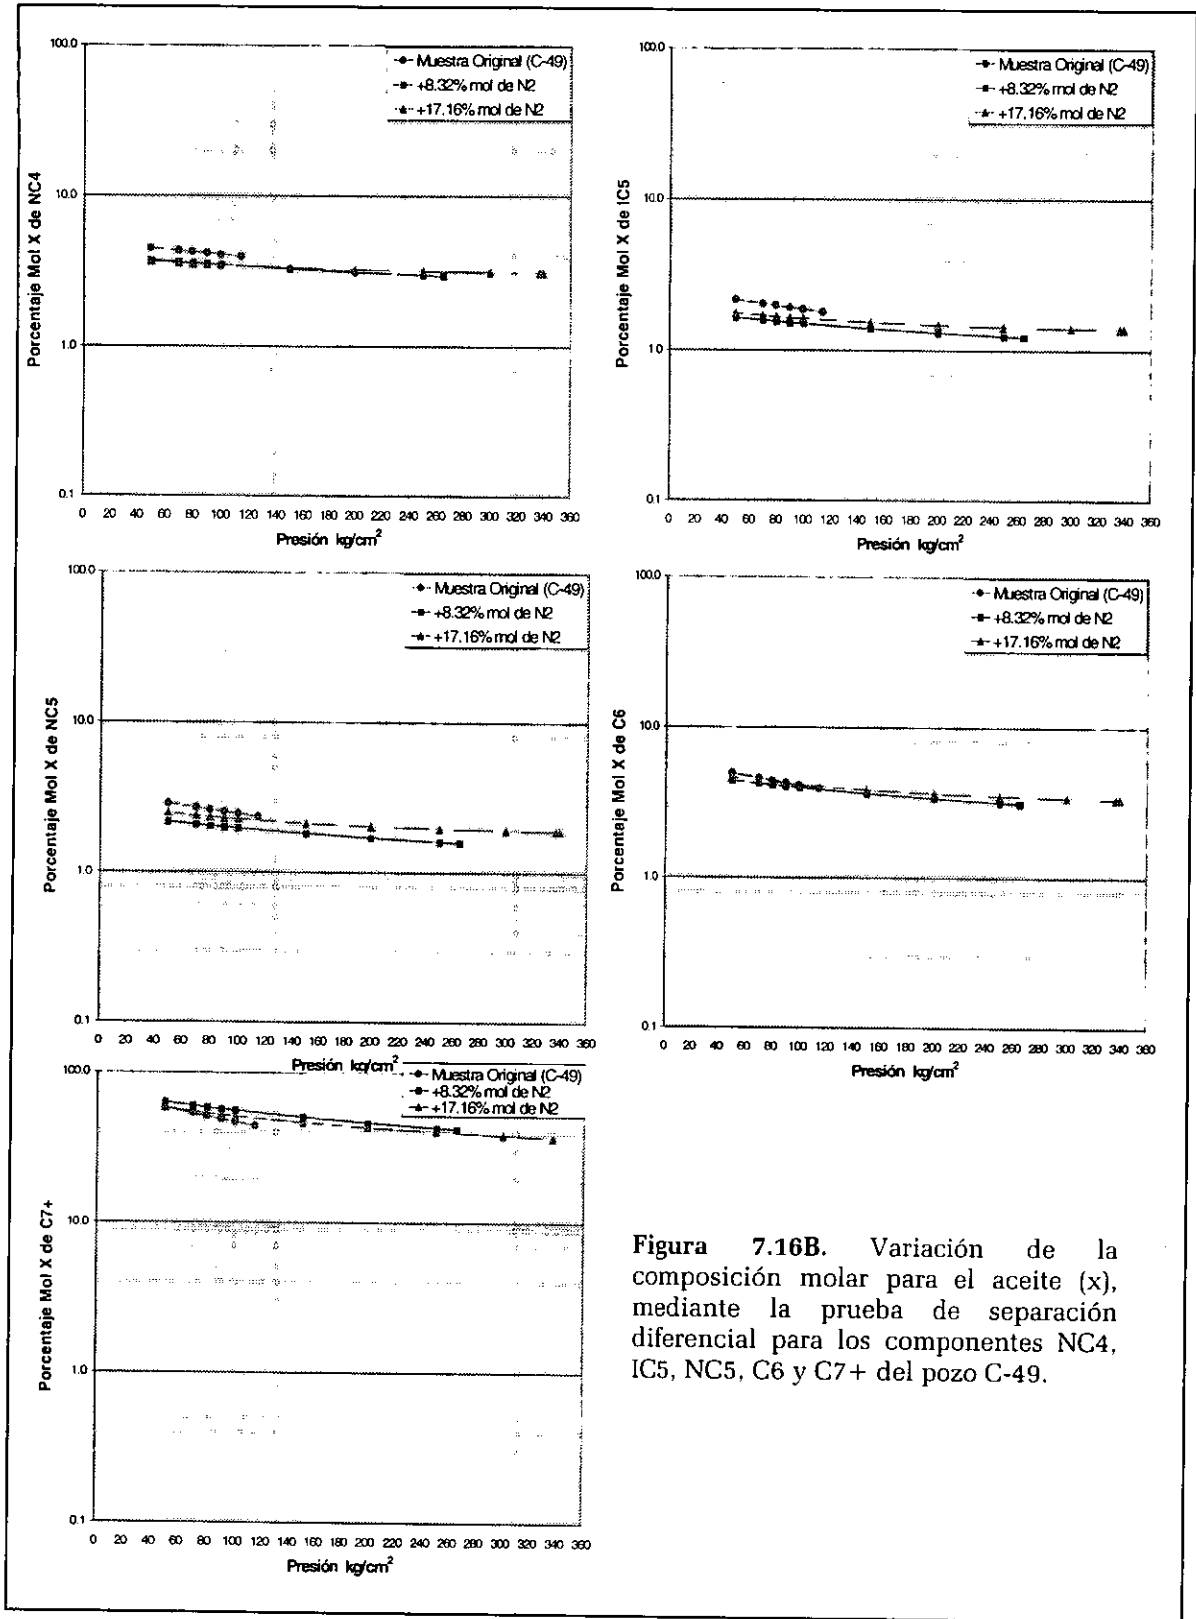 100.0
10.0
1.0
0.1
Porcentaje Mol X de NC4
Muestra Original (C-49)
+8.32% mol de N2
+17.16% mol de N2
0 20 40 60 80 100 120 140 160 180 200 220 240 260 280 300 320 340 360
Presión kg/cm²
100.0
10.0
1.0
0.1
Porcentaje Mol X de IC5
Muestra Original (C-49)
+8.32% mol de N2
+17.16% mol de N2
0 20 40 60 80 100 120 140 160 180 200 220 240 260 280 300 320 340 360
Presión kg/cm²
100.0
10.0
1.0
0.1
Porcentaje Mol X de NC5
Muestra Original (C-49)
+8.32% mol de N2
+17.16% mol de N2
0 20 40 60 80 100 120 140 160 180 200 220 240 260 280 300 320 340 360
Presión kg/cm²
100.0
10.0
1.0
0.1
Porcentaje Mol X de C6
Muestra Original (C-49)
+8.32% mol de N2
+17.16% mol de N2
0 20 40 60 80 100 120 140 160 180 200 220 240 260 280 300 320 340 360
Presión kg/cm²
100.0
10.0
1.0
0.1
Porcentaje Mol X de C7+
Muestra Original (C-49)
+8.32% mol de N2
+17.16% mol de N2
0 20 40 60 80 100 120 140 160 180 200 220 240 260 280 300 320 340 360
Presión kg/cm²
Figura 7.16B. Variación de la
composición molar para el aceite (x),
mediante la prueba de separación
diferencial para los componentes NC4,
IC5, NC5, C6 y C7+ del pozo C-49.